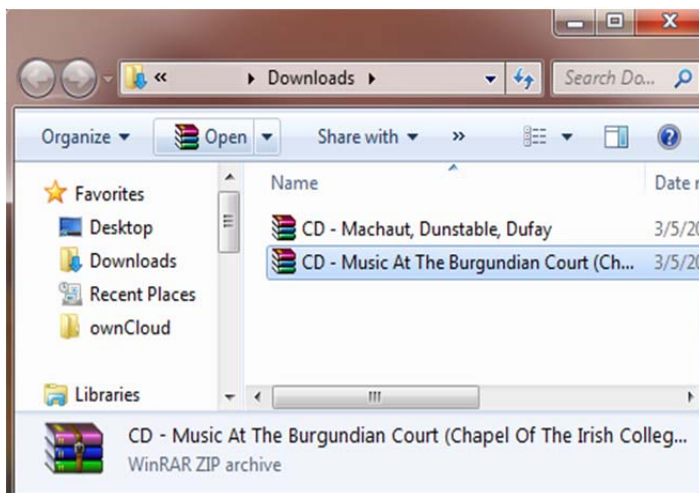 « Downloads
Search Do...
Organize Open Share with »
Favorites
Desktop
Downloads
Recent Places
ownCloud
Libraries
Name Date
CD - Machaut, Dunstable, Dufay 3/5/20
CD - Music At The Burgundian Court (Ch... 3/5/20
CD - Music At The Burgundian Court (Chapel Of The Irish Colleg...
WinRAR ZIP archive